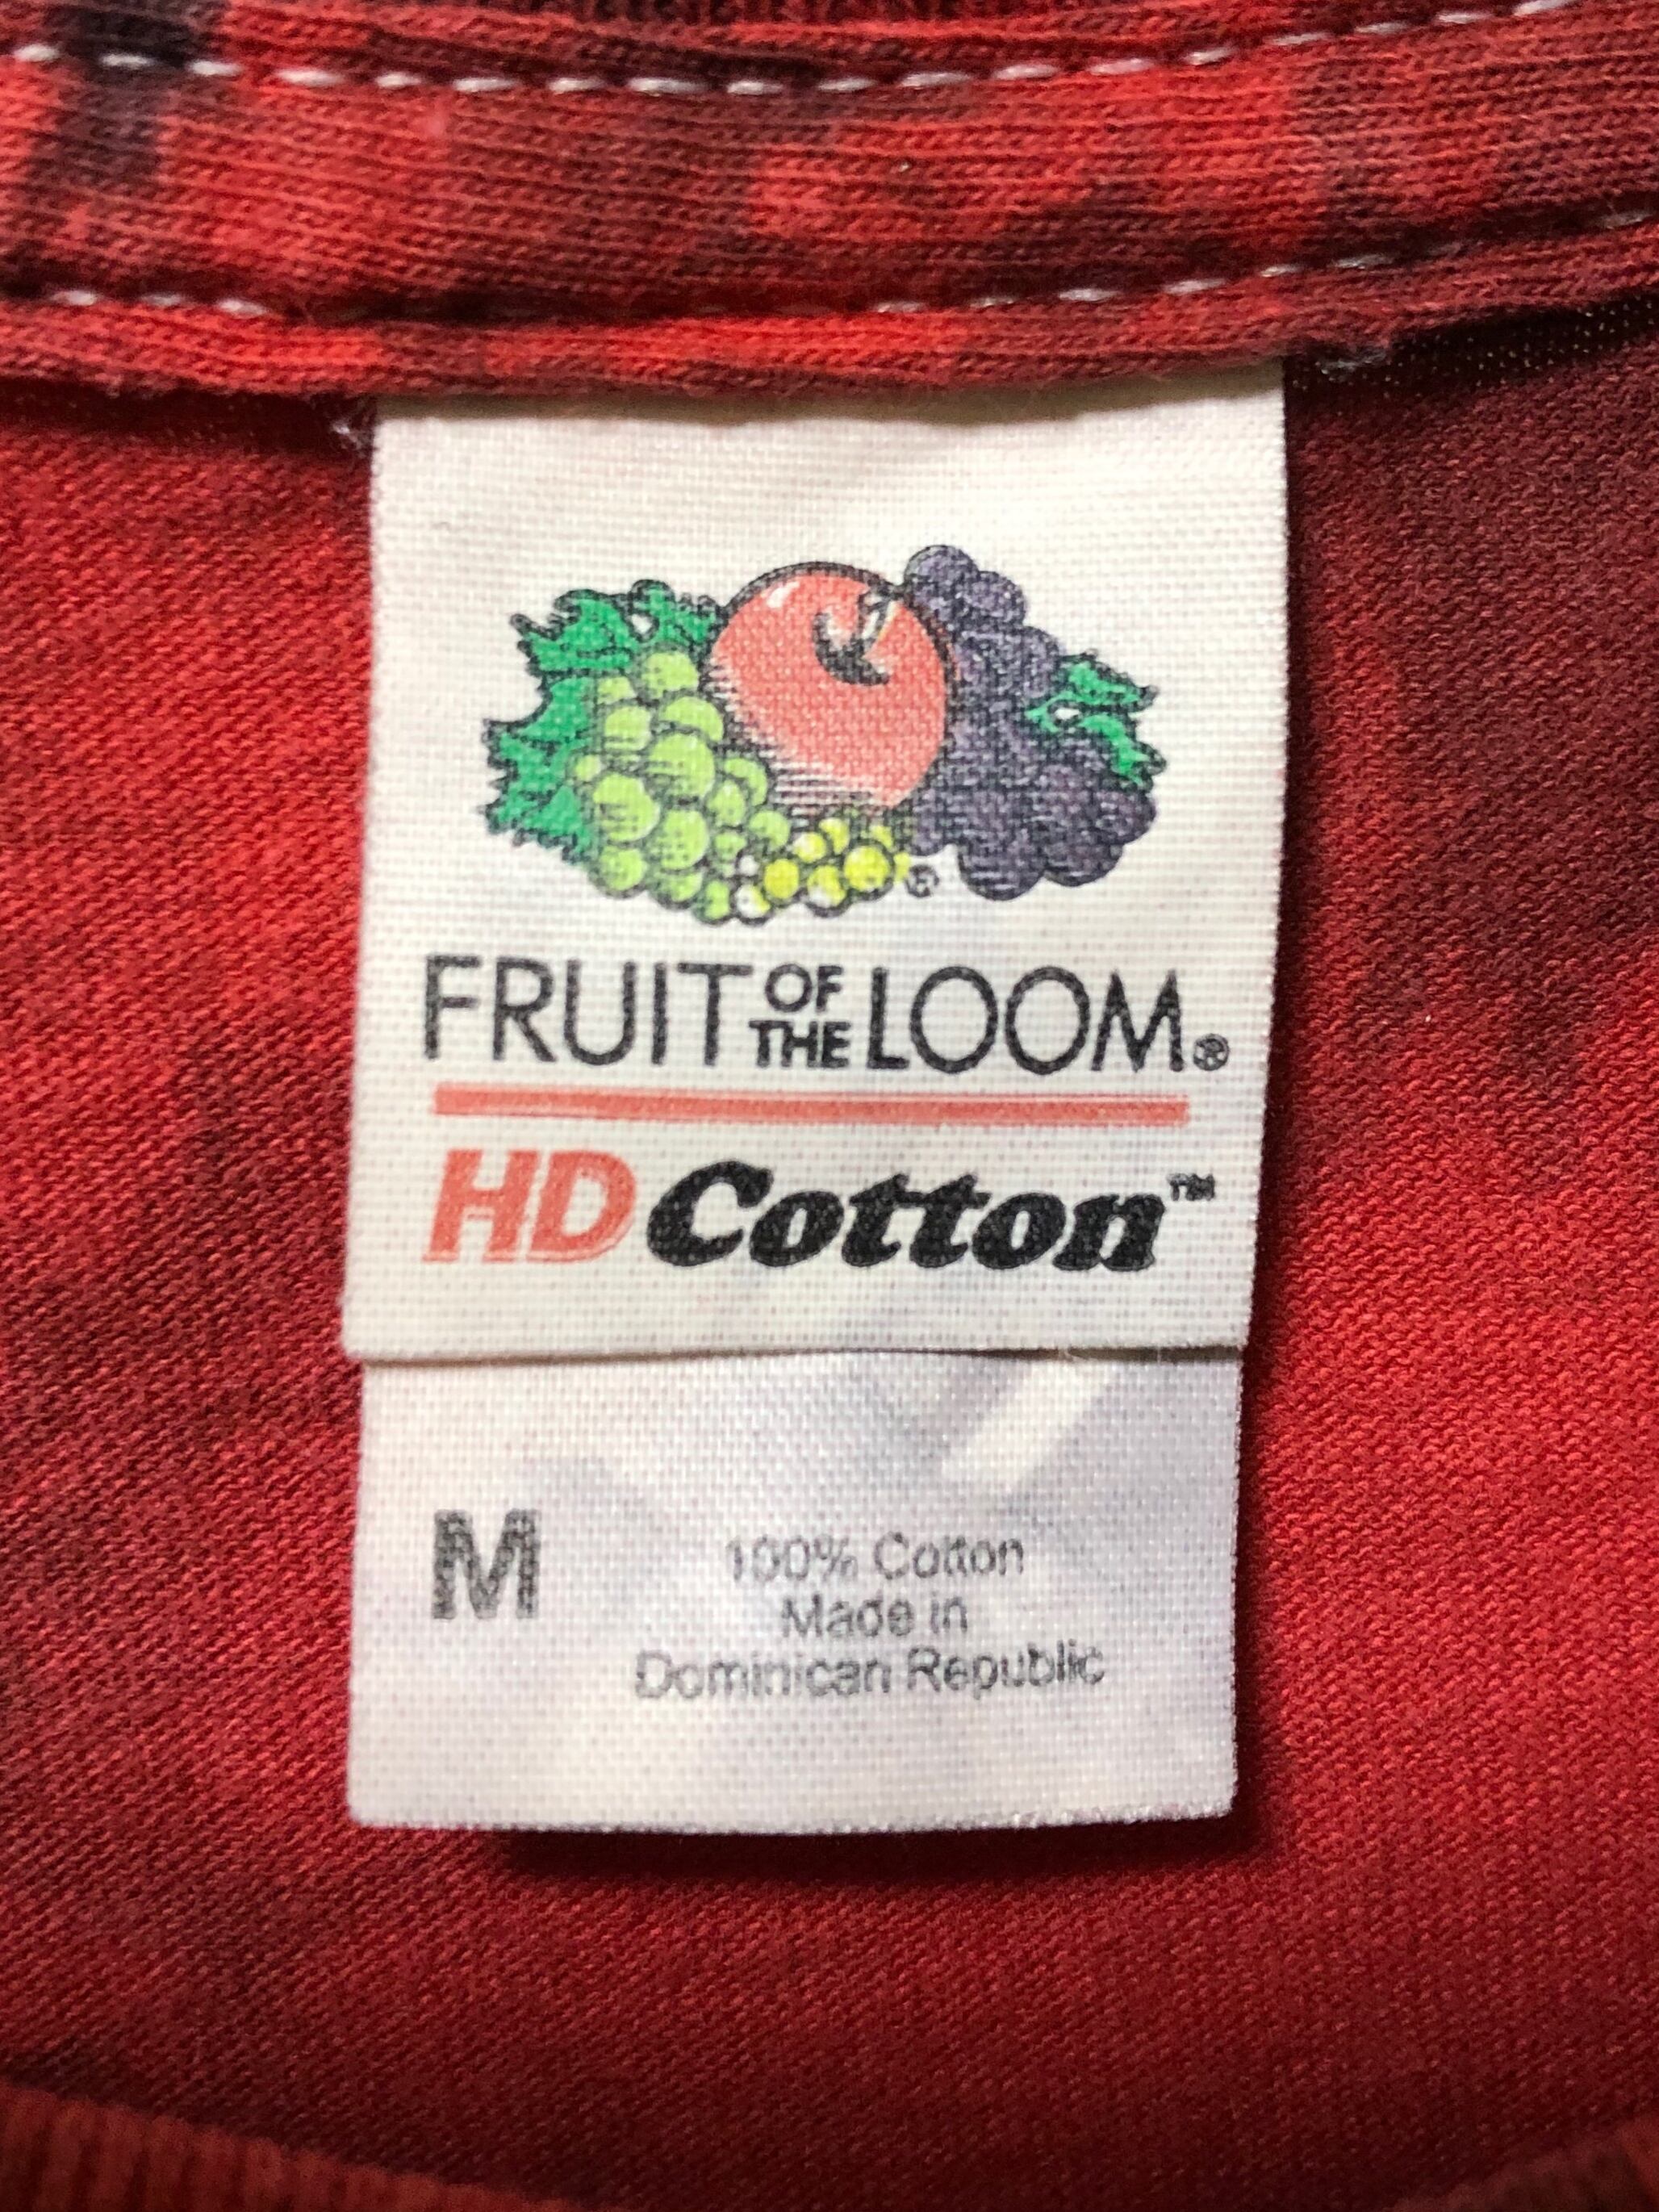 ®
FRUIT OF THE LOOM®
HD Cotton™
M
100% Cotton
Made in
Dominican Republic